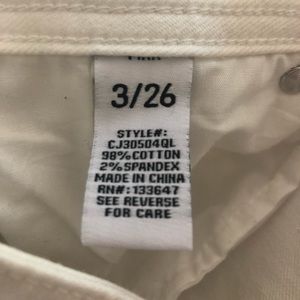 3/26
STYLE#:
CJ30504QL
98%COTTON
2%SPANDEX
MADE IN CHINA
RN#: 133647
SEE REVERSE
FOR CARE